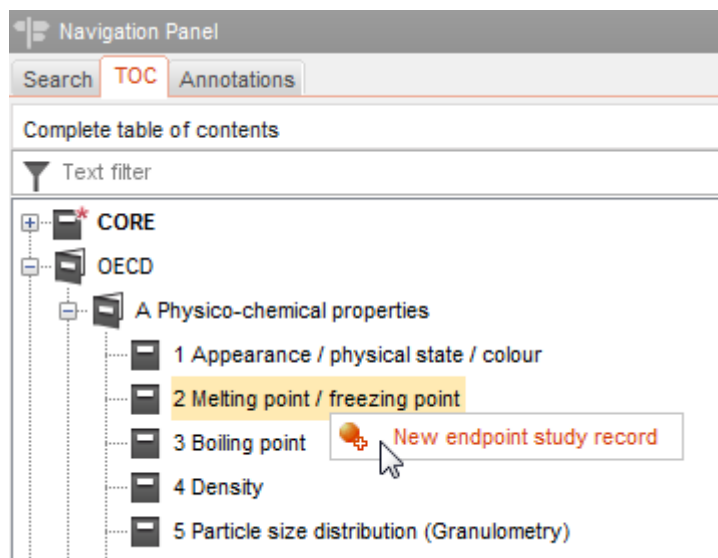 Navigation Panel
Search TOC Annotations
Complete table of contents
Text filter
CORE
OECD
A Physico-chemical properties
1 Appearance / physical state / colour
2 Melting point / freezing point
3 Boiling point
New endpoint study record
4 Density
5 Particle size distribution (Granulometry)